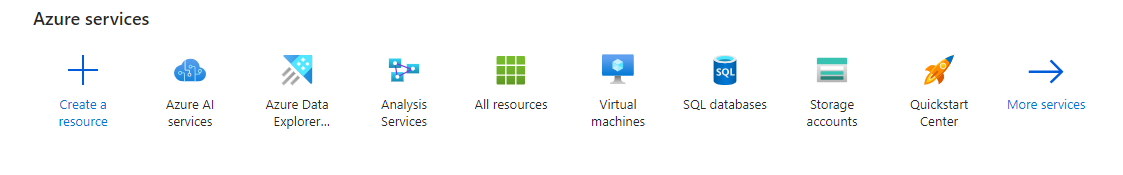 Azure services
SQL
Create a
resource
Azure AI
services
Azure Data
Explorer...
Analysis
Services
All resources
Virtual
machines
SQL databases
Storage
accounts
Quickstart
Center
More services